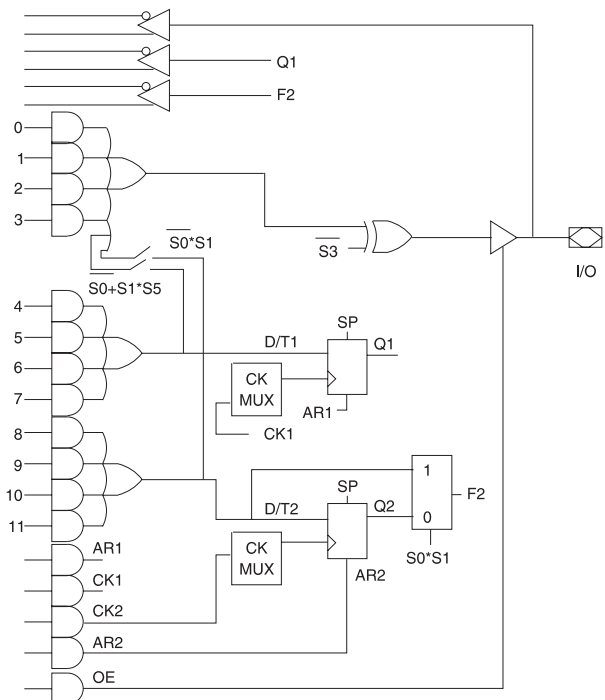 Q1
F2
0
1
2
3
S0*S1
S3
I/O
S0+S1*S5
4
5
6
7
SP
D/T1
Q1
CK
MUX
AR1
CK1
8
9
10
11
1
F2
SP
D/T2
Q2
0
CK
MUX
S0*S1
AR2
AR1
CK1
CK2
AR2
OE